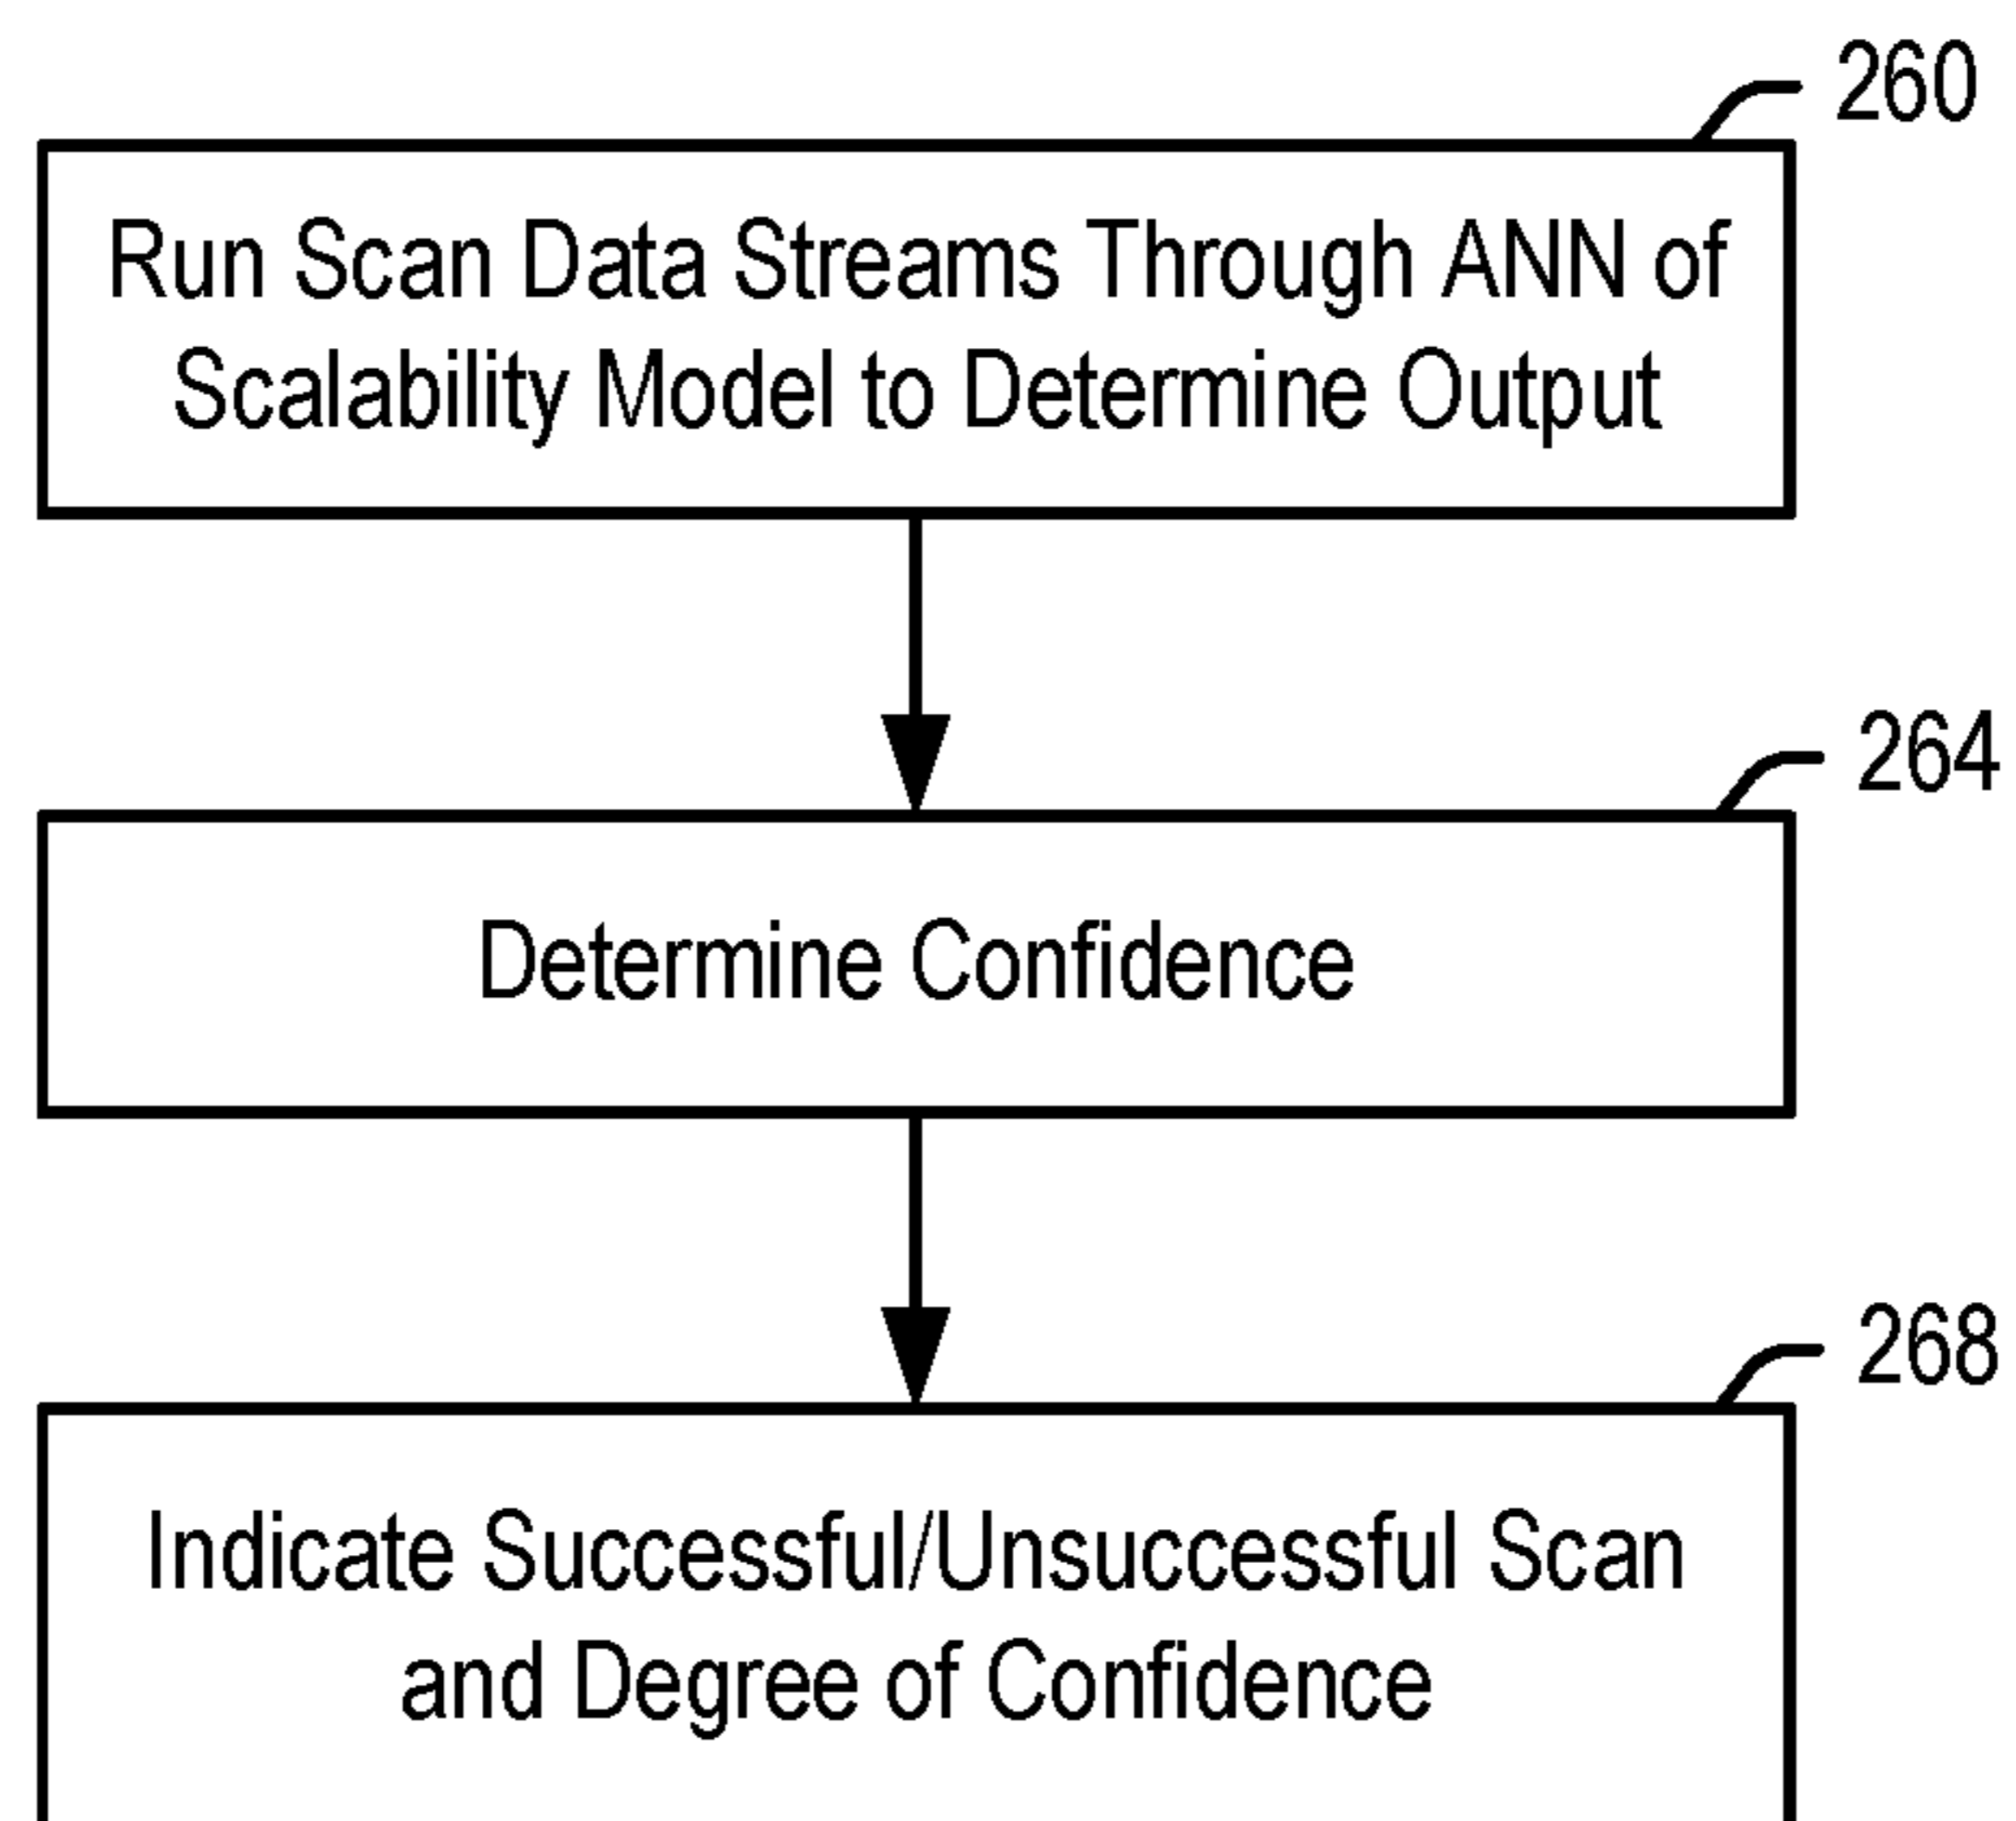 260
Run Scan Data Streams Through ANN of
Scalability Model to Determine Output
264
Determine Confidence
268
Indicate Successful/Unsuccessful Scan
and Degree of Confidence